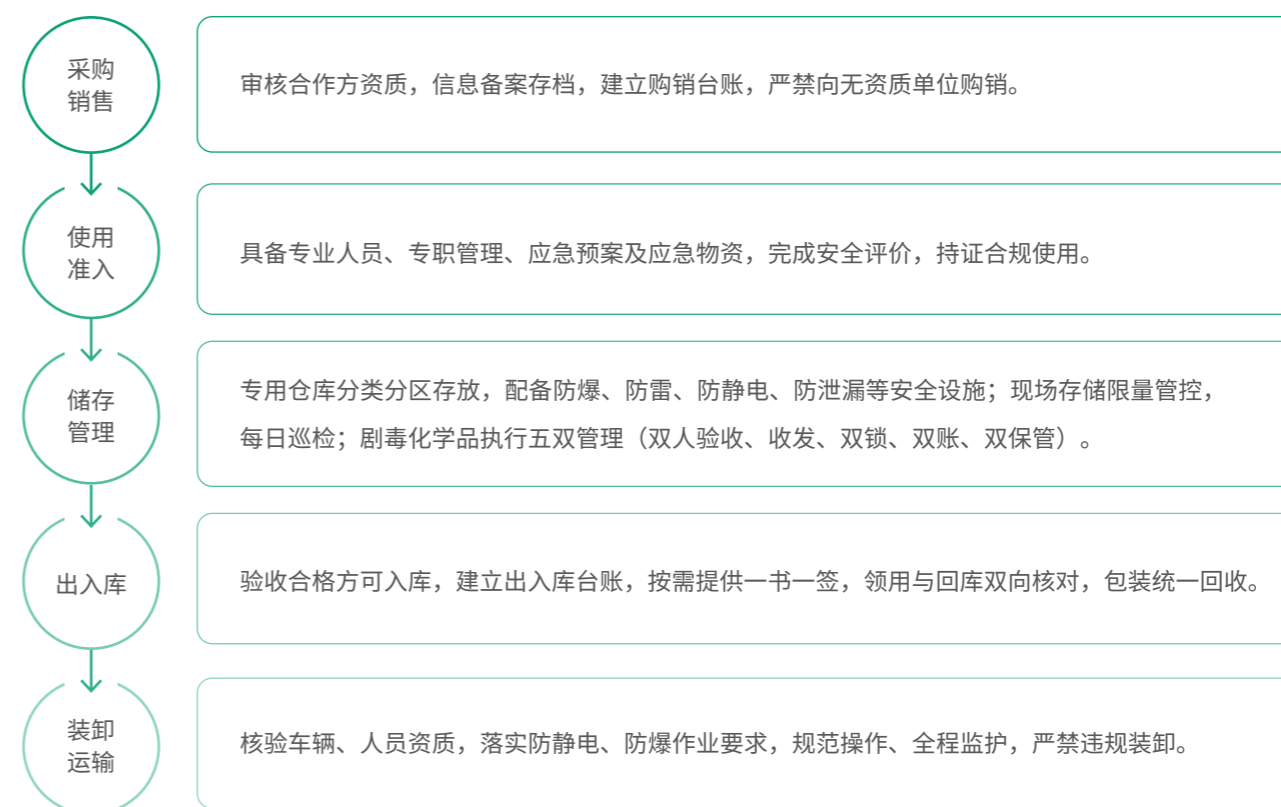 采购
销售
审核合作方资质，信息备案存档，建立购销台账，严禁向无资质单位购销。
使用
准入
具备专业人员、专职管理、应急预案及应急物资，完成安全评价，持证合规使用。
储存
管理
专用仓库分类分区存放，配备防爆、防雷、防静电、防泄漏等安全设施；现场存储限量管控，
每日巡检；剧毒化学品执行五双管理（双人验收、收发、双锁、双账、双保管）。
出入库
验收合格方可入库，建立出入库台账，按需提供一书一签，领用与回库双向核对，包装统一回收。
装卸
运输
核验车辆、人员资质，落实防静电、防爆作业要求，规范操作、全程监护，严禁违规装卸。